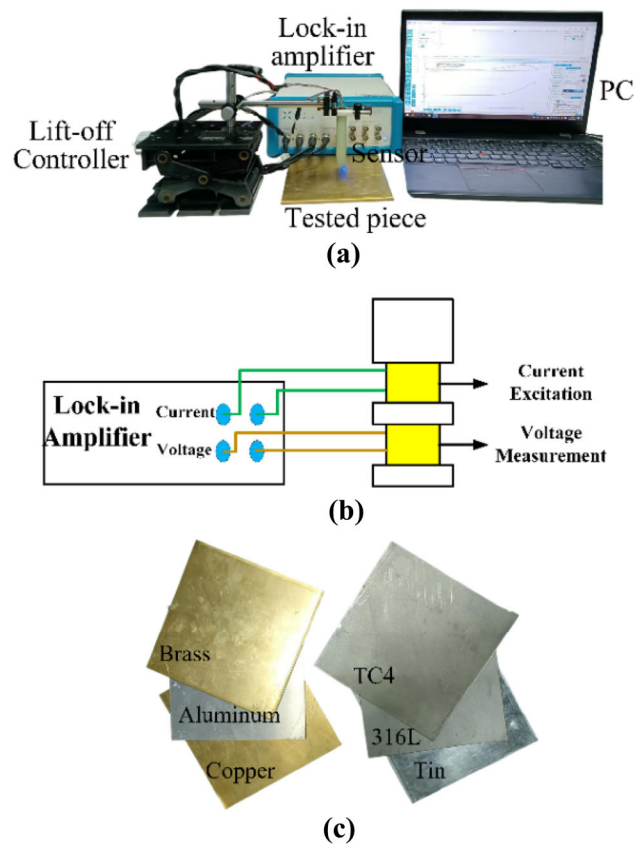 Lock-in
amplifier
PC
Lift-off
Controller
Sensor
Tested piece
(a)
Lock-in
Amplifier
Current
Voltage
Current
Excitation
Voltage
Measurement
(b)
Brass
Aluminum
Copper
TC4
316L
Tin
(c)